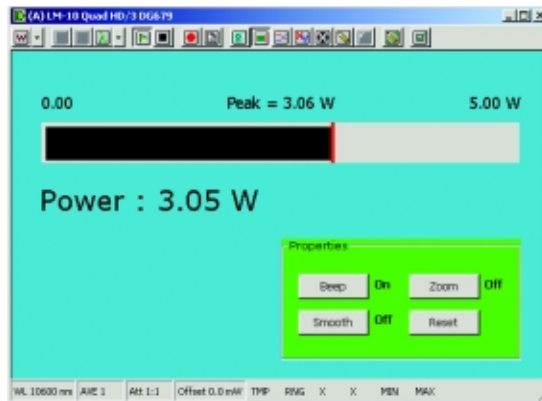 (A) LM-10 Quad HD/3 DG679
0.00 Peak = 3.06 W 5.00 W
Power : 3.05 W
Properties
Beep On Zoom Off
Smooth Off Reset
WL 10600 nm AVE 1 Att 1:1 Offset 0.0 mW TMP RNG X X MIN MAX